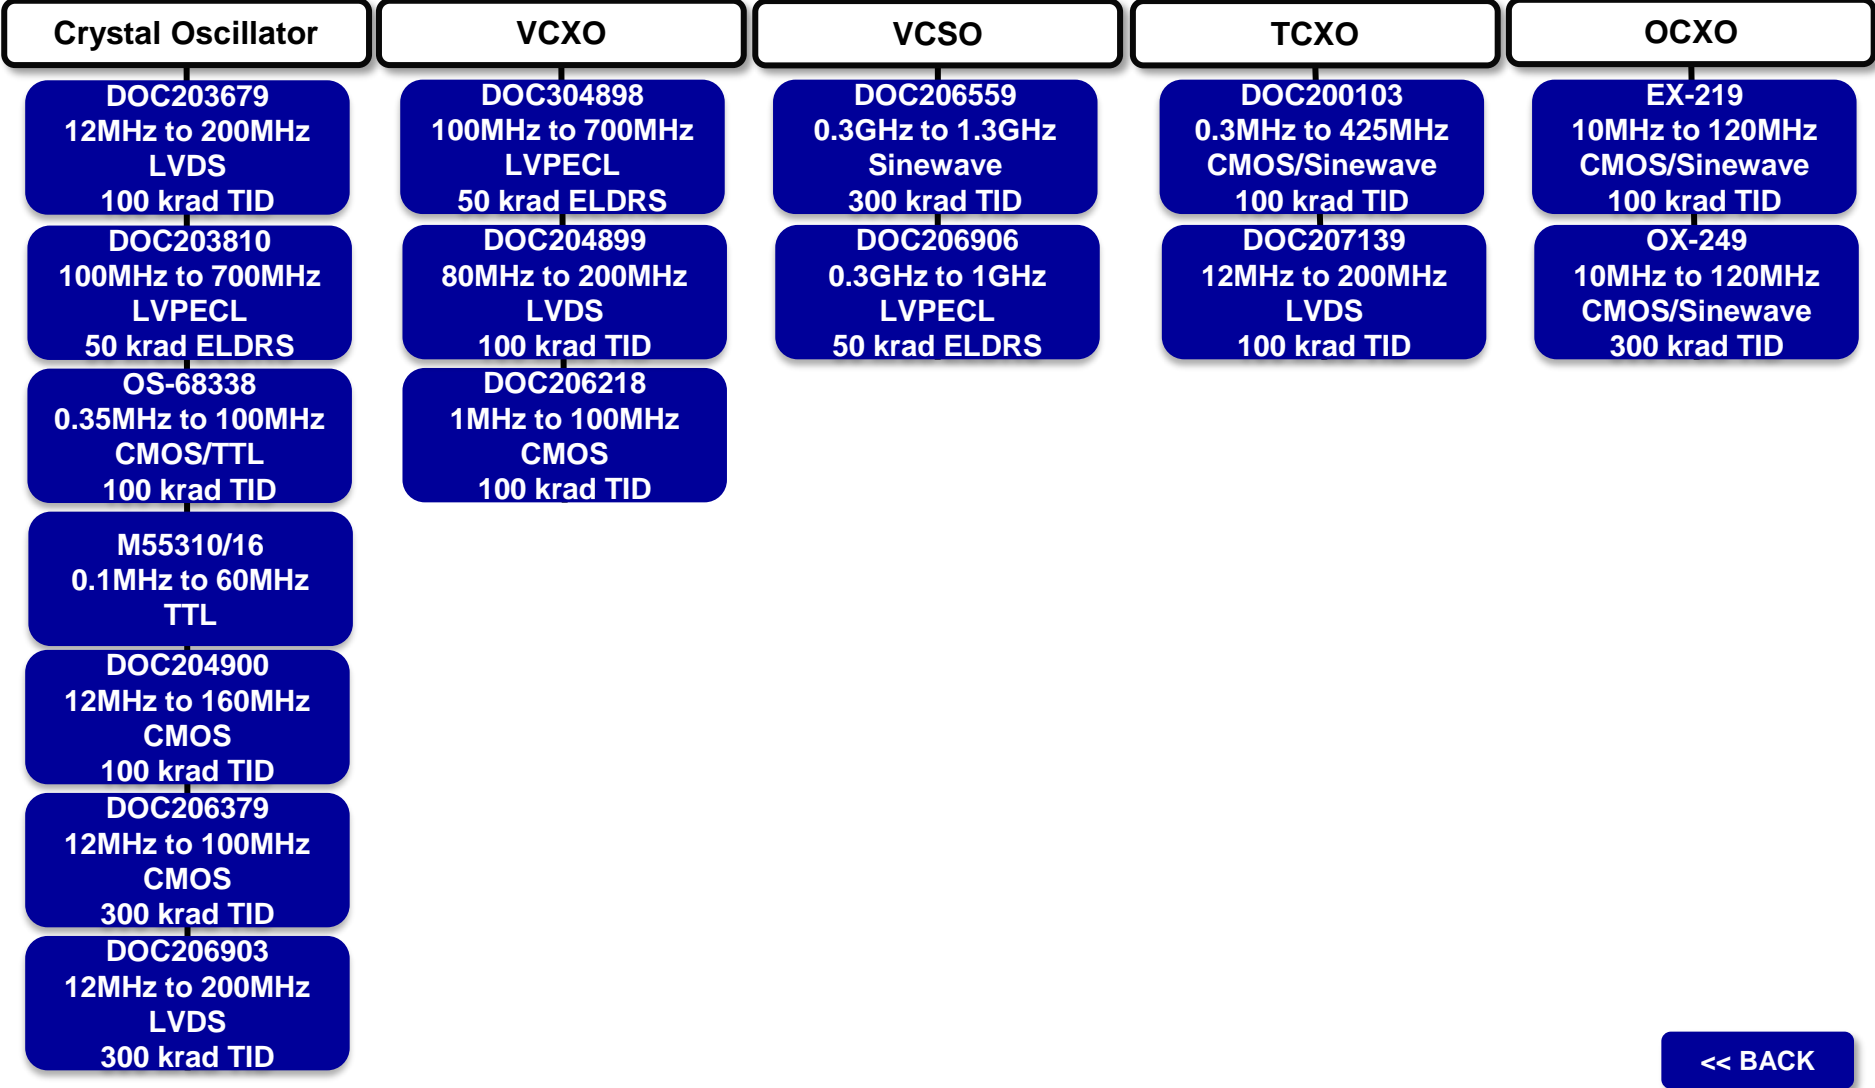 Crystal Oscillator
DOC203679
12MHz to 200MHz
LVDS
100 krad TID
DOC203810
100MHz to 700MHz
LVPECL
50 krad ELDRS
OS-68338
0.35MHz to 100MHz
CMOS/TTL
100 krad TID
M55310/16
0.1MHz to 60MHz
TTL
DOC204900
12MHz to 160MHz
CMOS
100 krad TID
DOC206379
12MHz to 100MHz
CMOS
300 krad TID
DOC206903
12MHz to 200MHz
LVDS
300 krad TID
VCXO
DOC304898
100MHz to 700MHz
LVPECL
50 krad ELDRS
DOC204899
80MHz to 200MHz
LVDS
100 krad TID
DOC206218
1MHz to 100MHz
CMOS
100 krad TID
VCSO
DOC206559
0.3GHz to 1.3GHz
Sinewave
300 krad TID
DOC206906
0.3GHz to 1GHz
LVPECL
50 krad ELDRS
TCXO
DOC200103
0.3MHz to 425MHz
CMOS/Sinewave
100 krad TID
DOC207139
12MHz to 200MHz
LVDS
100 krad TID
OCXO
EX-219
10MHz to 120MHz
CMOS/Sinewave
100 krad TID
OX-249
10MHz to 120MHz
CMOS/Sinewave
300 krad TID
<< BACK